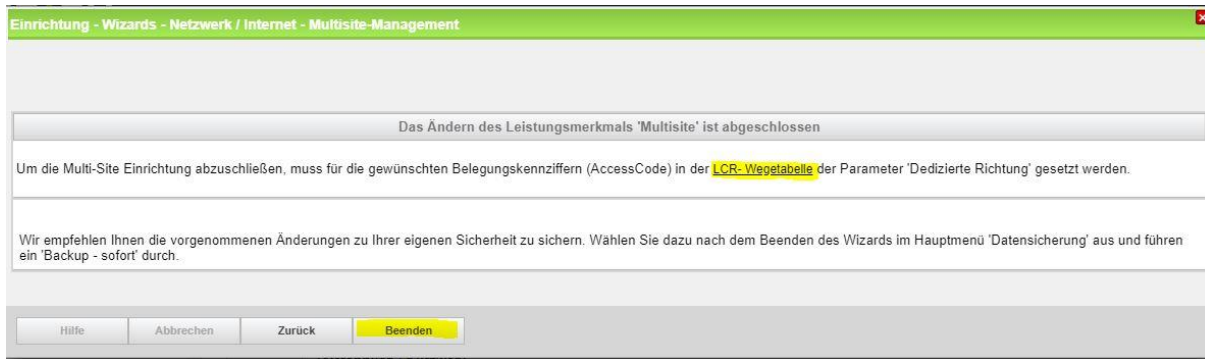 Einrichtung - Wizards - Netzwerk / Internet - Multisite-Management
Das Ändern des Leistungsmerkmals 'Multisite' ist abgeschlossen
Um die Multi-Site Einrichtung abzuschließen, muss für die gewünschten Belegungskennziffern (AccessCode) in der LCR- Wegetabelle der Parameter 'Dedizierte Richtung' gesetzt werden.
Wir empfehlen Ihnen die vorgenommenen Änderungen zu Ihrer eigenen Sicherheit zu sichern. Wählen Sie dazu nach dem Beenden des Wizards im Hauptmenü 'Datensicherung' aus und führen
ein 'Backup - sofort' durch.
Hilfe Abbrechen Zurück Beenden